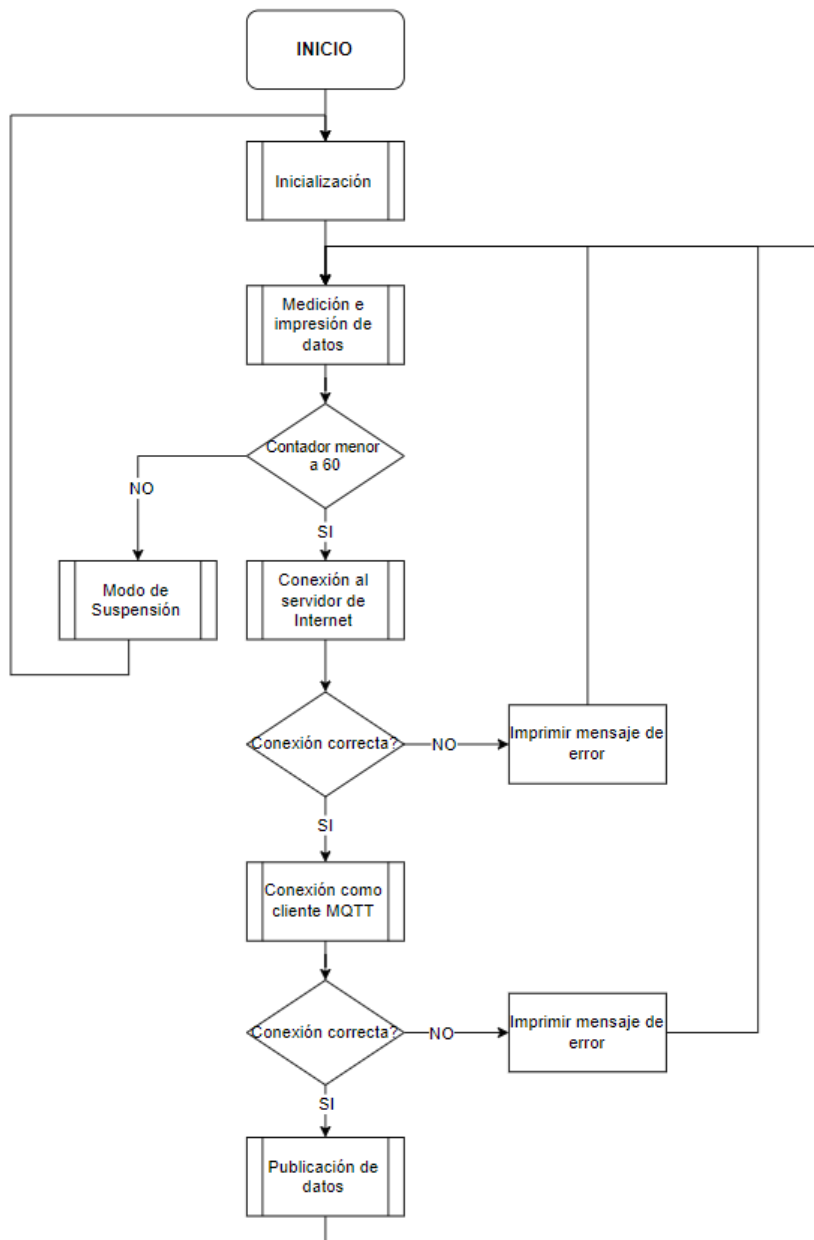 INICIO
Inicialización
Medición e
impresión de
datos
Contador menor
a 60
NO
SI
Modo de
Suspensión
Conexión al
servidor de
Internet
Conexión correcta?
NO
Imprimir mensaje de
error
SI
Conexión como
cliente MQTT
Conexión correcta?
NO
Imprimir mensaje de
error
SI
Publicación de
datos